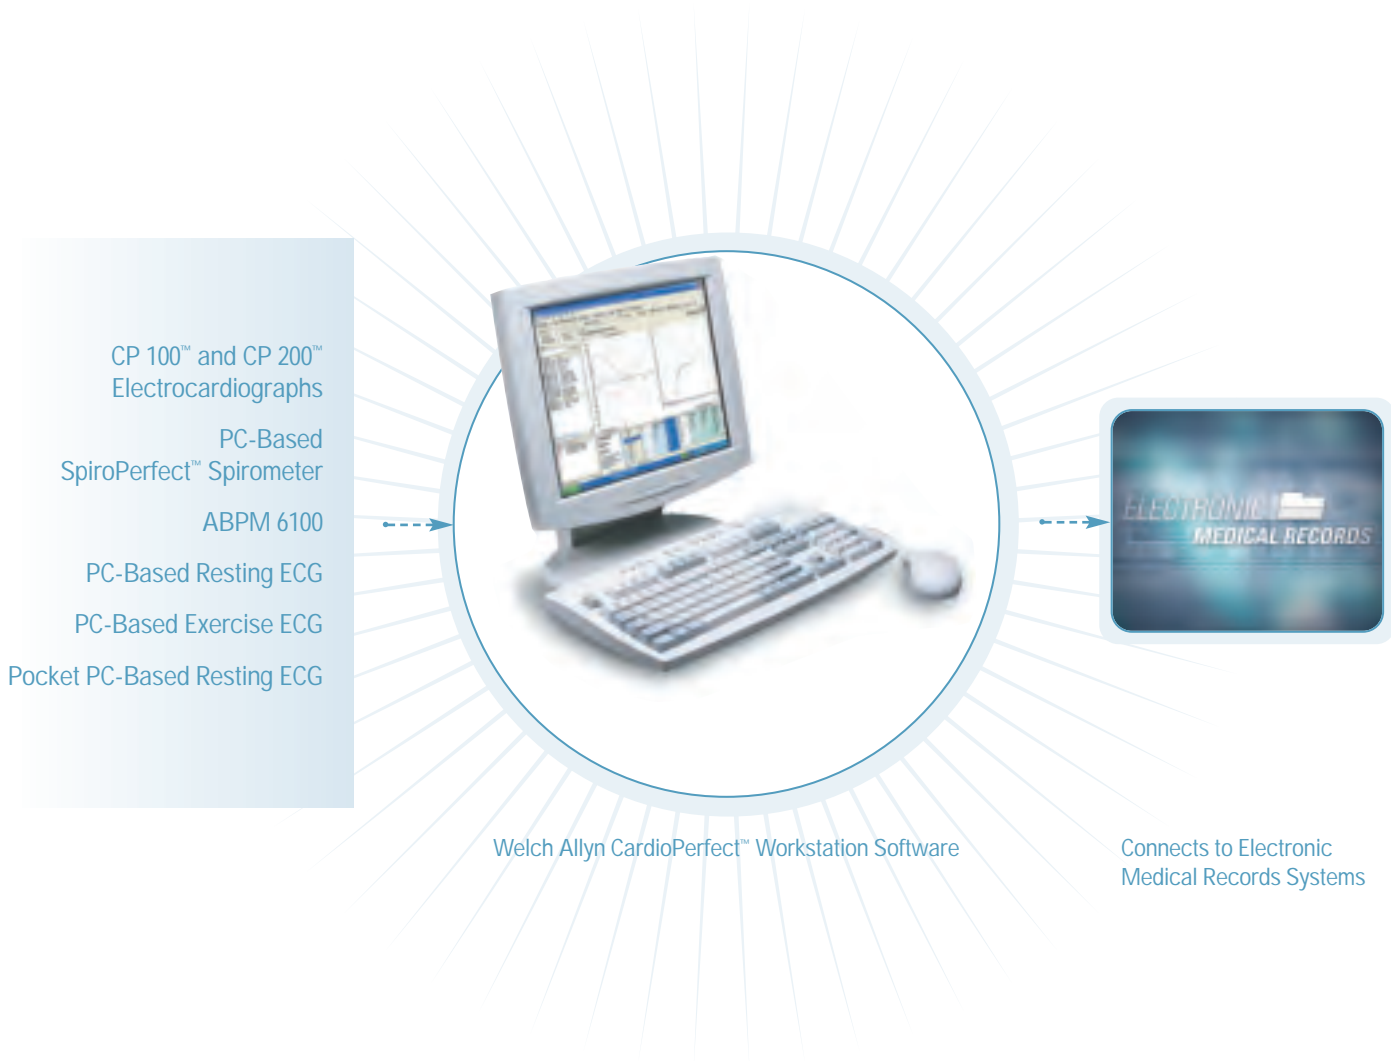 CP 100™ and CP 200™
Electrocardiographs
PC-Based
SpiroPerfect™ Spirometer
ABPM 6100
PC-Based Resting ECG
PC-Based Exercise ECG
Pocket PC-Based Resting ECG
ELECTRONIC
MEDICAL RECORDS
Welch Allyn CardioPerfect™ Workstation Software
Connects to Electronic
Medical Records Systems